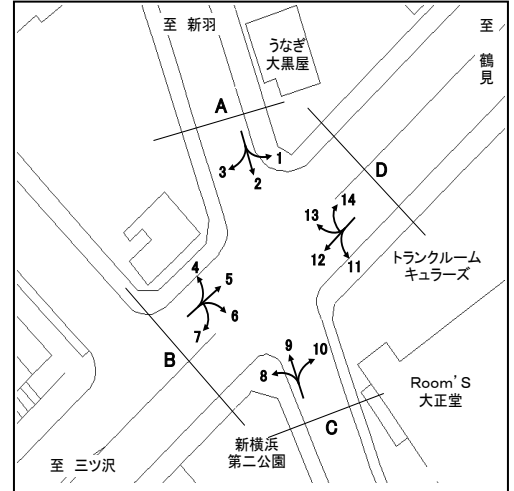 至 新羽
うなぎ
大黒屋
至
鶴
見
A
D
1
3
2
14
13
12
11
トランクルーム
キュラーズ
4
5
6
7
B
9
10
8
Room'S
大正堂
C
新横浜
第二公園
至 三ツ沢